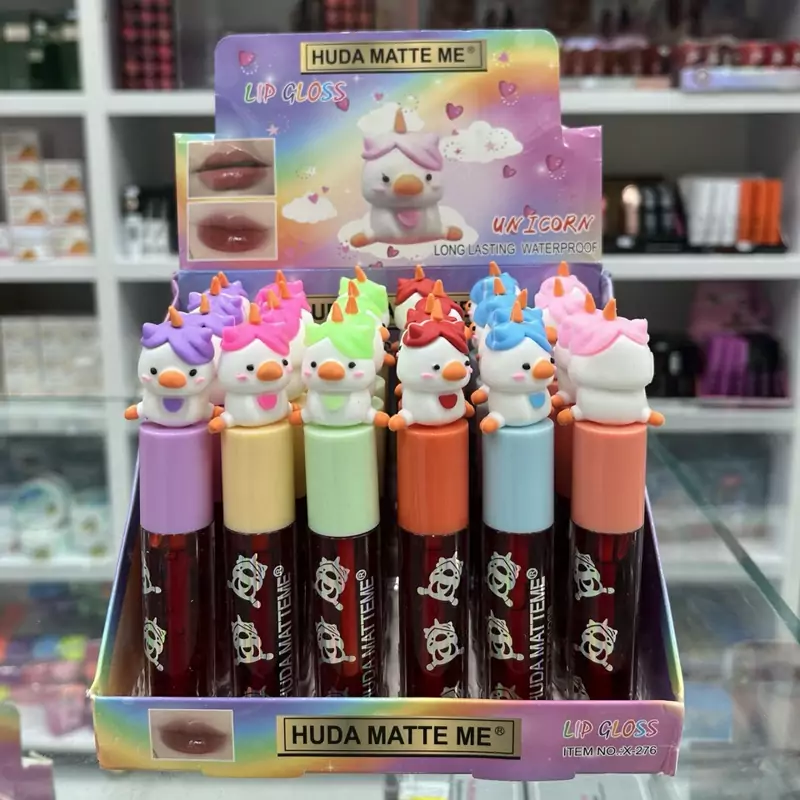 HUDA MATTE ME®
LIP GLOSS
UNICORN
LONG LASTING WATERPROOF
HUDA MATTEME®
HUDA MATTEME®
HUDA MATTEME®
HUDA MATTE ME®
LIP GLOSS
ITEM NO.:X-276